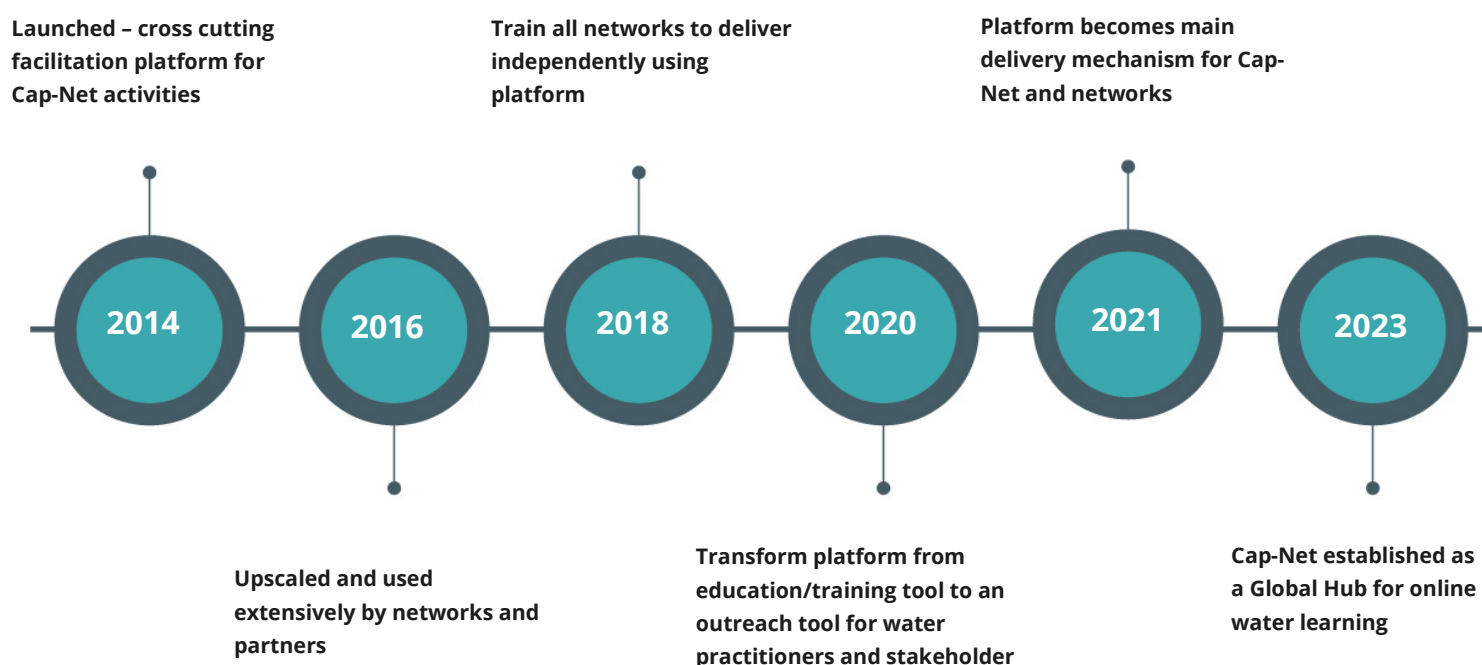 Launched – cross cutting
facilitation platform for
Cap-Net activities
Train all networks to deliver
independently using
platform
Platform becomes main
delivery mechanism for Cap-
Net and networks
2014
2016
2018
2020
2021
2023
Upscaled and used
extensively by networks and
partners
Transform platform from
education/training tool to an
outreach tool for water
practitioners and stakeholder
Cap-Net established as
a Global Hub for online
water learning